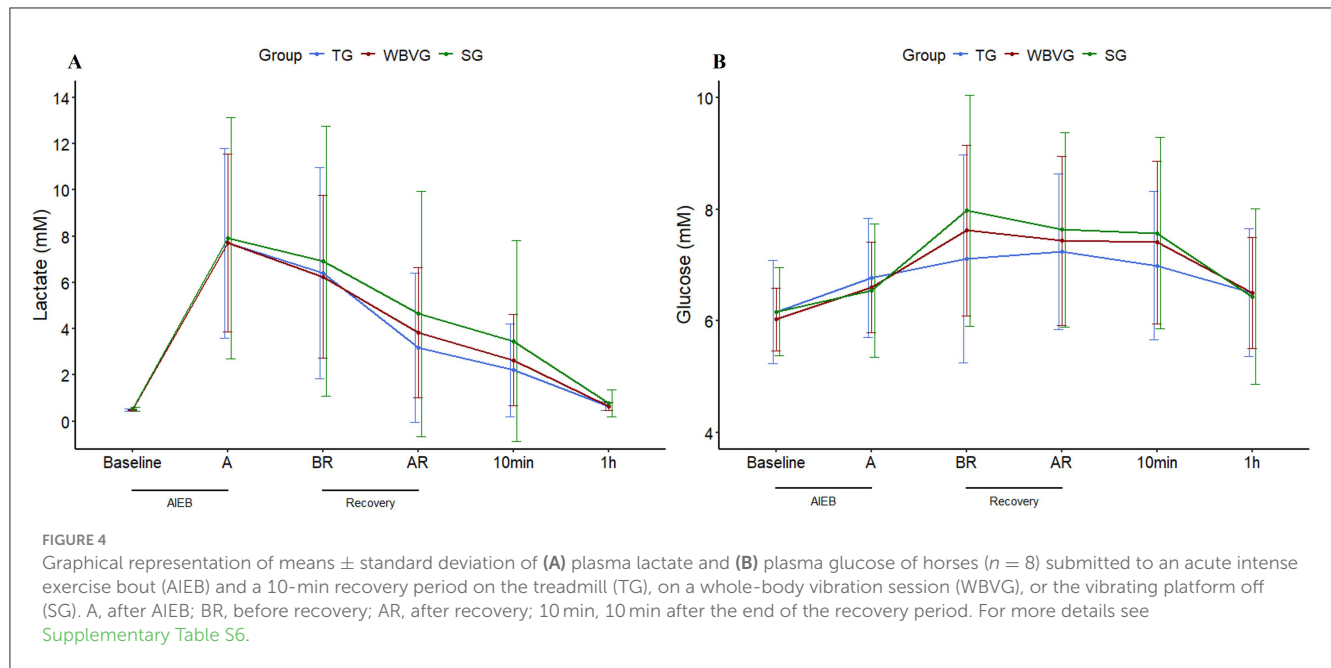 Group TG WBVG SG
A
14
12
10
8
6
4
2
0
Lactate (mM)
Baseline A BR AR 10min 1h
AIEB Recovery
Group TG WBVG SG
B
10
8
6
4
Glucose (mM)
Baseline A BR AR 10min 1h
AIEB Recovery
FIGURE 4
Graphical representation of means ± standard deviation of (A) plasma lactate and (B) plasma glucose of horses (n = 8) submitted to an acute intense
exercise bout (AIEB) and a 10-min recovery period on the treadmill (TG), on a whole-body vibration session (WBVG), or the vibrating platform off
(SG). A, after AIEB; BR, before recovery; AR, after recovery; 10 min, 10 min after the end of the recovery period. For more details see
Supplementary Table S6.